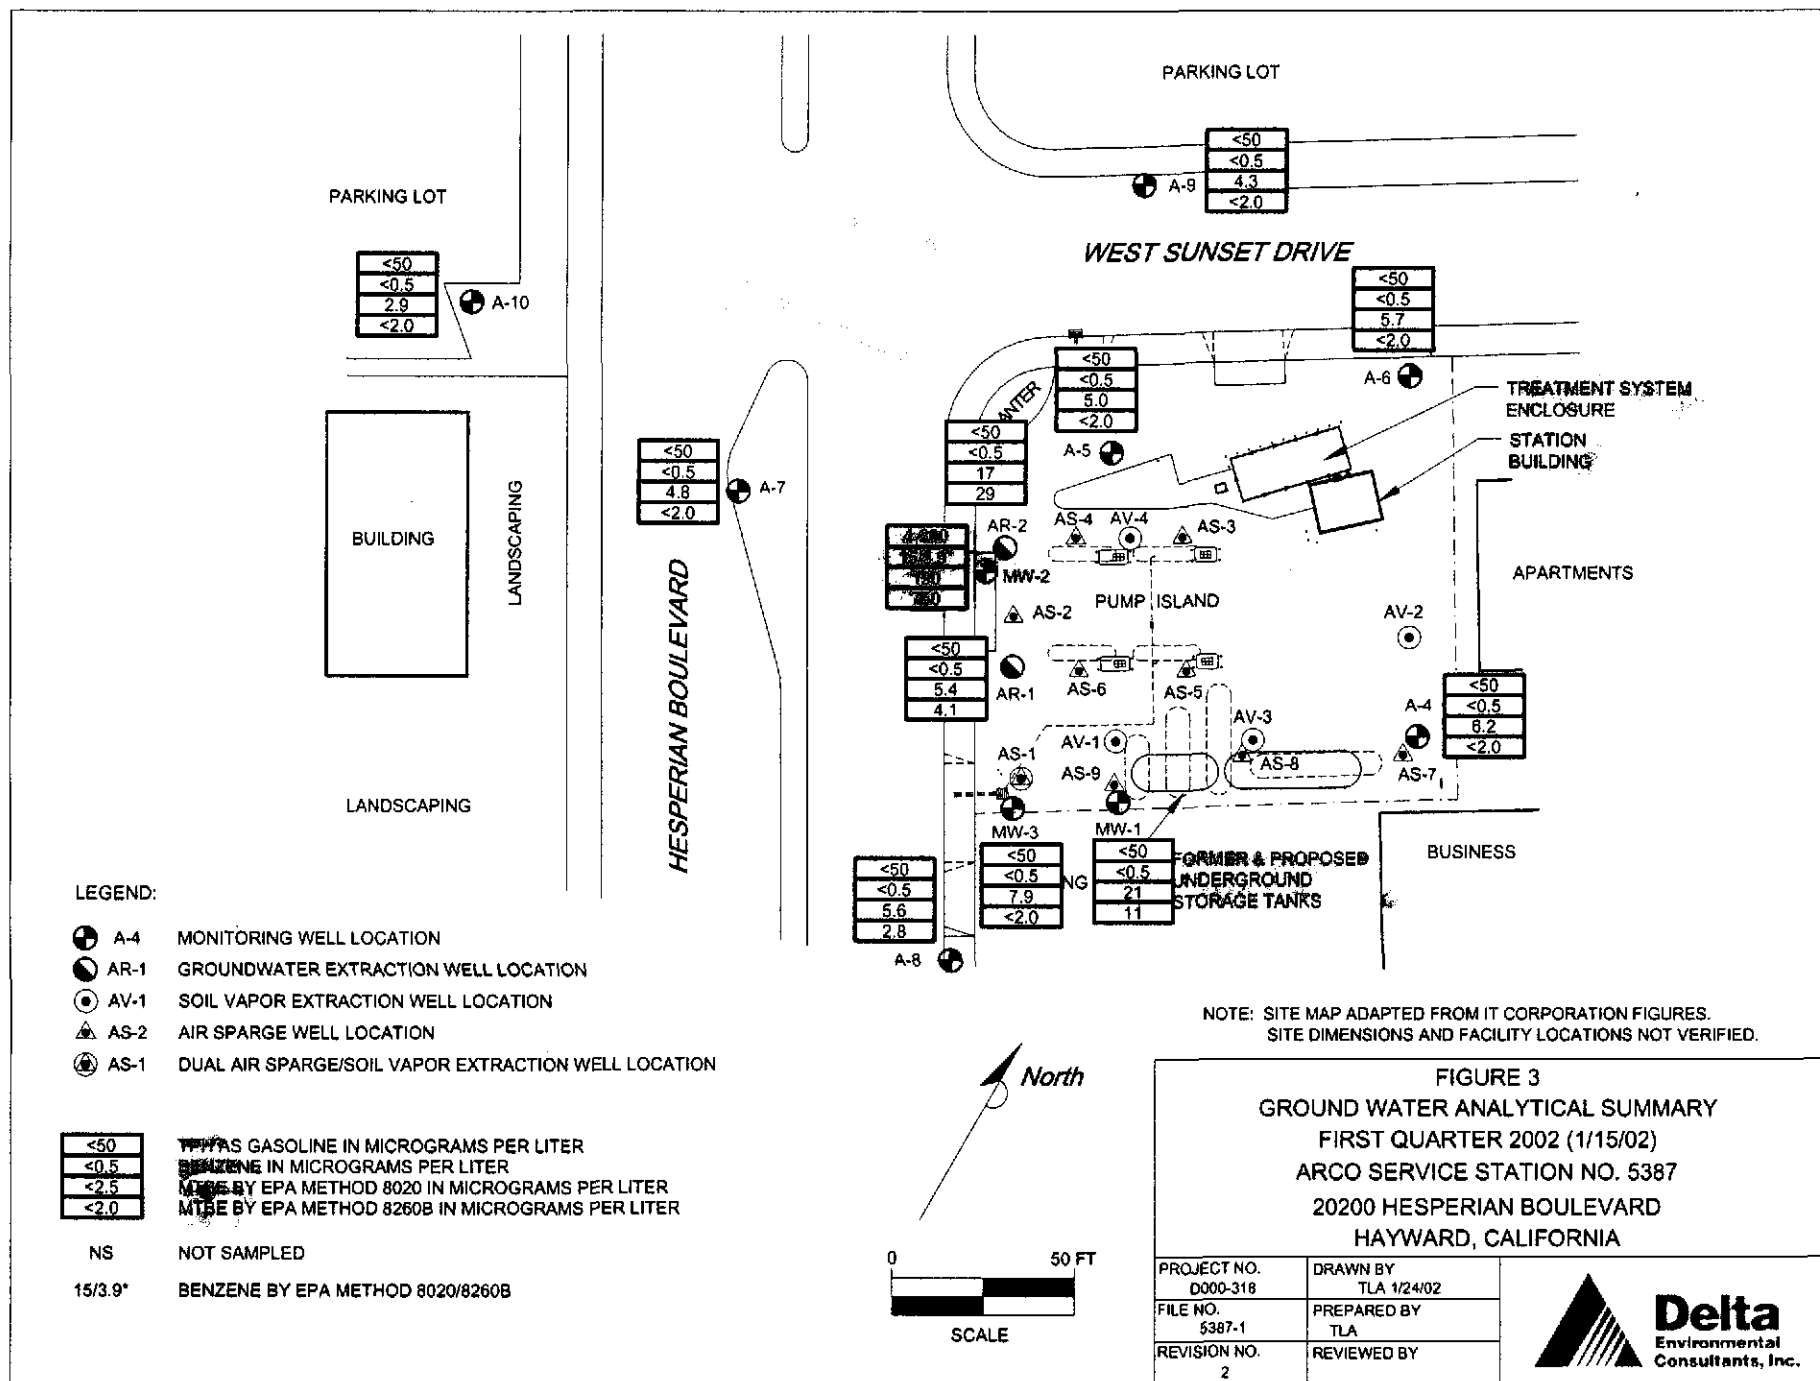 PARKING LOT
<50
<0.5
4.3
<2.0
A-9
PARKING LOT
WEST SUNSET DRIVE
<50
<0.5
2.9
<2.0
A-10
<50
<0.5
5.7
<2.0
A-6
<50
<0.5
5.0
<2.0
A-5
TREATMENT SYSTEM
ENCLOSURE
STATION
BUILDING
<50
<0.5
17
29
<50
<0.5
4.8
<2.0
A-7
BUILDING
LANDSCAPING
HESPERIAN BOULEVARD
AR-2
AS-4
AV-4
AS-3
MW-2
APARTMENTS
PUMP ISLAND
AS-2
AV-2
<50
<0.5
5.4
4.1
AR-1
AS-6
AS-5
<50
<0.5
<2.0
A-4
AV-3
AV-1
AS-1
AS-9
AS-8
AS-7
LANDSCAPING
MW-3
MW-1
<50
<0.5
7.9
<2.0
<50
<0.5
21
11
FORMER & PROPOSED
UNDERGROUND
STORAGE TANKS
BUSINESS
<50
<0.5
5.6
2.8
A-8
LEGEND:
A-4 MONITORING WELL LOCATION
AR-1 GROUNDWATER EXTRACTION WELL LOCATION
AV-1 SOIL VAPOR EXTRACTION WELL LOCATION
AS-2 AIR SPARGE WELL LOCATION
AS-1 DUAL AIR SPARGE/SOIL VAPOR EXTRACTION WELL LOCATION
<50 AS GASOLINE IN MICROGRAMS PER LITER
<0.5 BENZENE IN MICROGRAMS PER LITER
<2.5 MTBE BY EPA METHOD 8020 IN MICROGRAMS PER LITER
<2.0 MTBE BY EPA METHOD 8260B IN MICROGRAMS PER LITER
NS NOT SAMPLED
15/3.9* BENZENE BY EPA METHOD 8020/8260B
North
0 50 FT
SCALE
NOTE: SITE MAP ADAPTED FROM IT CORPORATION FIGURES.
SITE DIMENSIONS AND FACILITY LOCATIONS NOT VERIFIED.
FIGURE 3
GROUND WATER ANALYTICAL SUMMARY
FIRST QUARTER 2002 (1/15/02)
ARCO SERVICE STATION NO. 5387
20200 HESPERIAN BOULEVARD
HAYWARD, CALIFORNIA
PROJECT NO.
D000-318
DRAWN BY
TLA 1/24/02
FILE NO.
5387-1
PREPARED BY
TLA
REVISION NO.
2
REVIEWED BY
Delta
Environmental
Consultants, Inc.